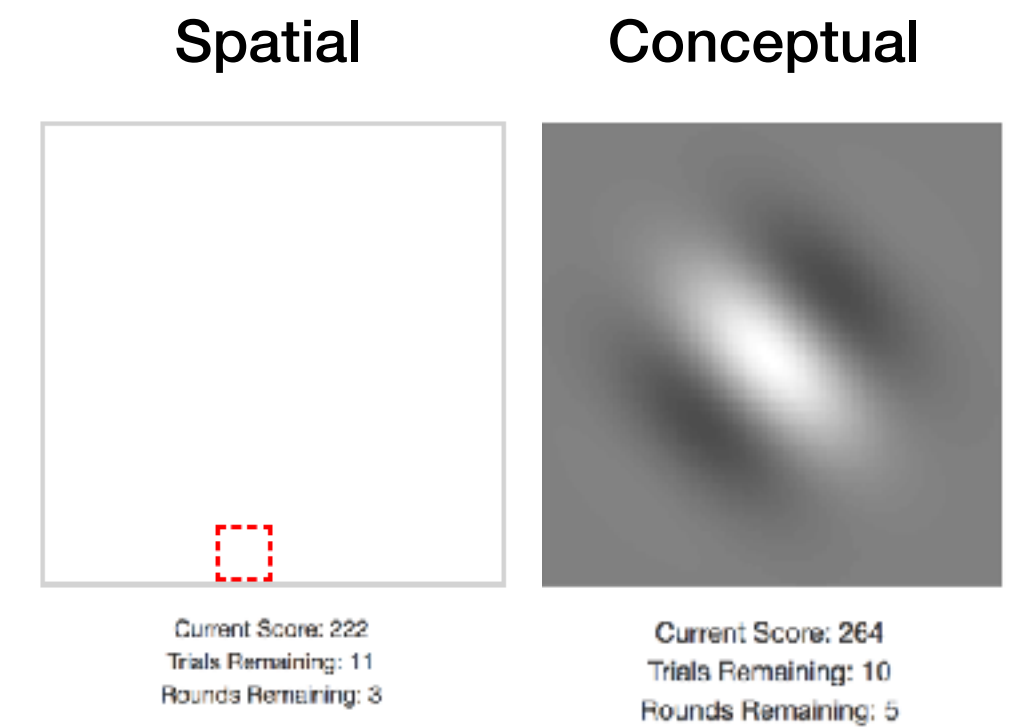 Spatial
Conceptual
Current Score: 222
Trials Remaining: 11
Rounds Remaining: 3
Current Score: 264
Trials Remaining: 10
Rounds Remaining: 5